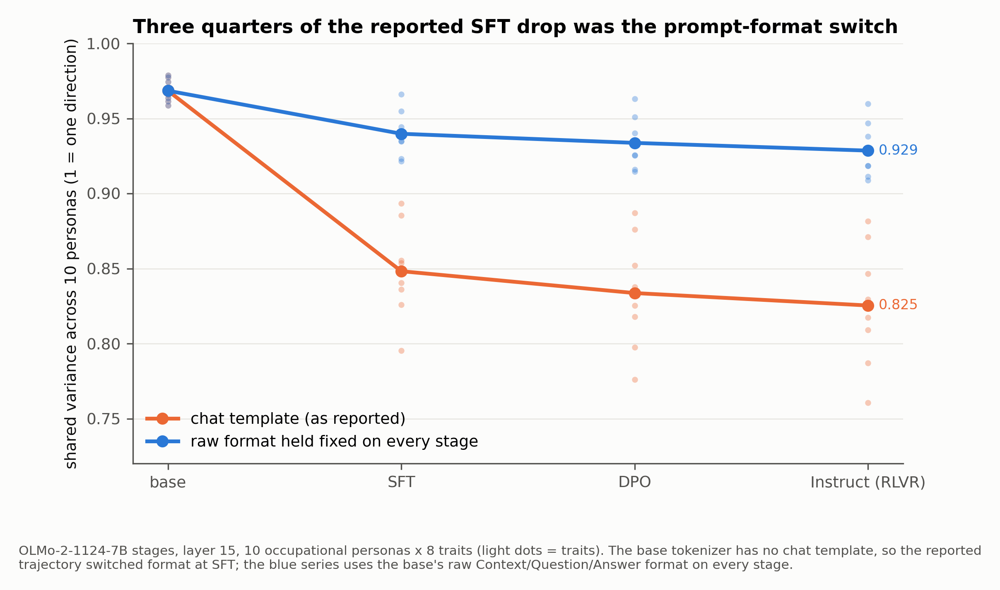 Three quarters of the reported SFT drop was the prompt-format switch
shared variance across 10 personas (1 = one direction)
1.00
0.95
0.90
0.85
0.80
0.75
0.929
0.825
chat template (as reported)
raw format held fixed on every stage
base
SFT
DPO
Instruct (RLVR)
OLMo-2-1124-7B stages, layer 15, 10 occupational personas x 8 traits (light dots = traits). The base tokenizer has no chat template, so the reported
trajectory switched format at SFT; the blue series uses the base's raw Context/Question/Answer format on every stage.